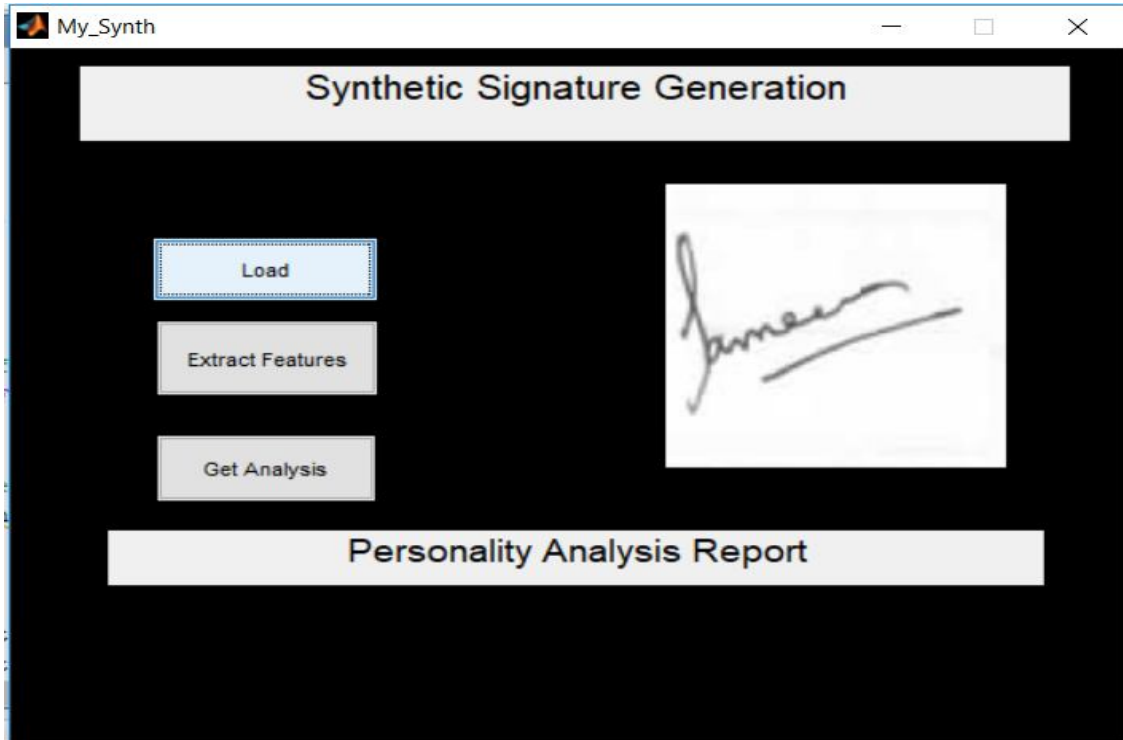 My_Synth
Synthetic Signature Generation
Load
Extract Features
Get Analysis
Personality Analysis Report